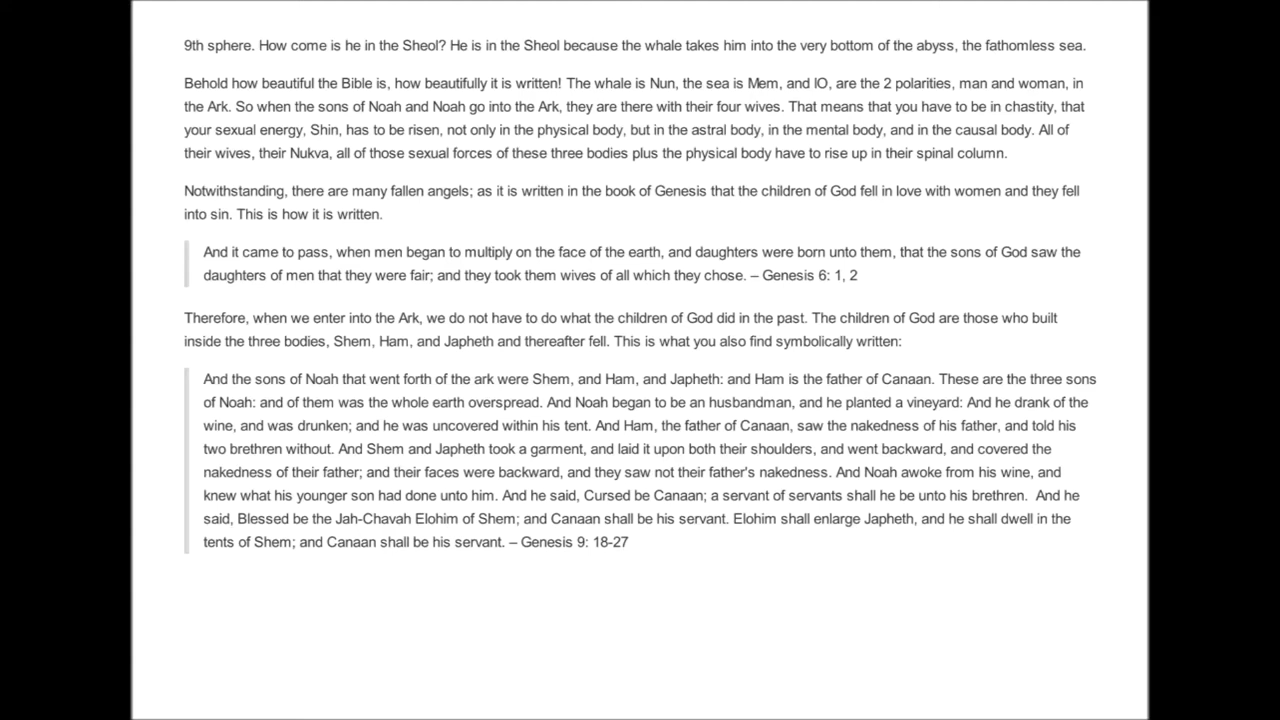 9th sphere. How come is he in the Sheol? He is in the Sheol because the whale takes him into the very bottom of the abyss, the fathomless sea.
Behold how beautiful the Bible is, how beautifully it is written! The whale is Nun, the sea is Mem, and IO, are the 2 polarities, man and woman, in
the Ark. So when the sons of Noah and Noah go into the Ark, they are there with their four wives. That means that you have to be in chastity, that
your sexual energy, Shin, has to be risen, not only in the physical body, but in the astral body, in the mental body, and in the causal body. All of
their wives, their Nukva, all of those sexual forces of these three bodies plus the physical body have to rise up in their spinal column.
Notwithstanding, there are many fallen angels; as it is written in the book of Genesis that the children of God fell in love with women and they fell
into sin. This is how it is written.
And it came to pass, when men began to multiply on the face of the earth, and daughters were born unto them, that the sons of God saw the
daughters of men that they were fair; and they took them wives of all which they chose. – Genesis 6: 1, 2
Therefore, when we enter into the Ark, we do not have to do what the children of God did in the past. The children of God are those who built
inside the three bodies, Shem, Ham, and Japheth and thereafter fell. This is what you also find symbolically written:
And the sons of Noah that went forth of the ark were Shem, and Ham, and Japheth: and Ham is the father of Canaan. These are the three sons
of Noah: and of them was the whole earth overspread. And Noah began to be an husbandman, and he planted a vineyard: And he drank of the
wine, and was drunken; and he was uncovered within his tent. And Ham, the father of Canaan, saw the nakedness of his father, and told his
two brethren without. And Shem and Japheth took a garment, and laid it upon both their shoulders, and went backward, and covered the
nakedness of their father; and their faces were backward, and they saw not their father's nakedness. And Noah awoke from his wine, and
knew what his younger son had done unto him. And he said, Cursed be Canaan; a servant of servants shall he be unto his brethren.  And he
said, Blessed be the Jah-Chavah Elohim of Shem; and Canaan shall be his servant. Elohim shall enlarge Japheth, and he shall dwell in the
tents of Shem; and Canaan shall be his servant. – Genesis 9: 18-27